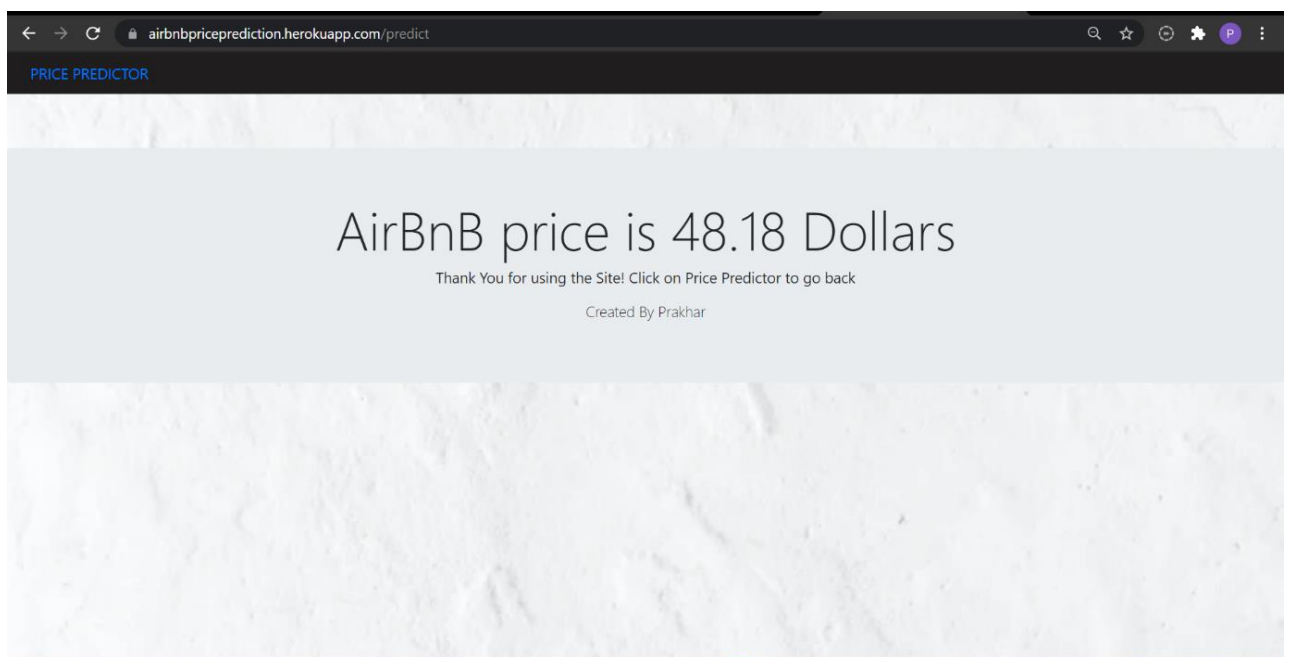 airbnbpriceprediction.herokuapp.com/predict
P
PRICE PREDICTOR
AirBnB price is 48.18 Dollars
Thank You for using the Site! Click on Price Predictor to go back
Created By Prakhar